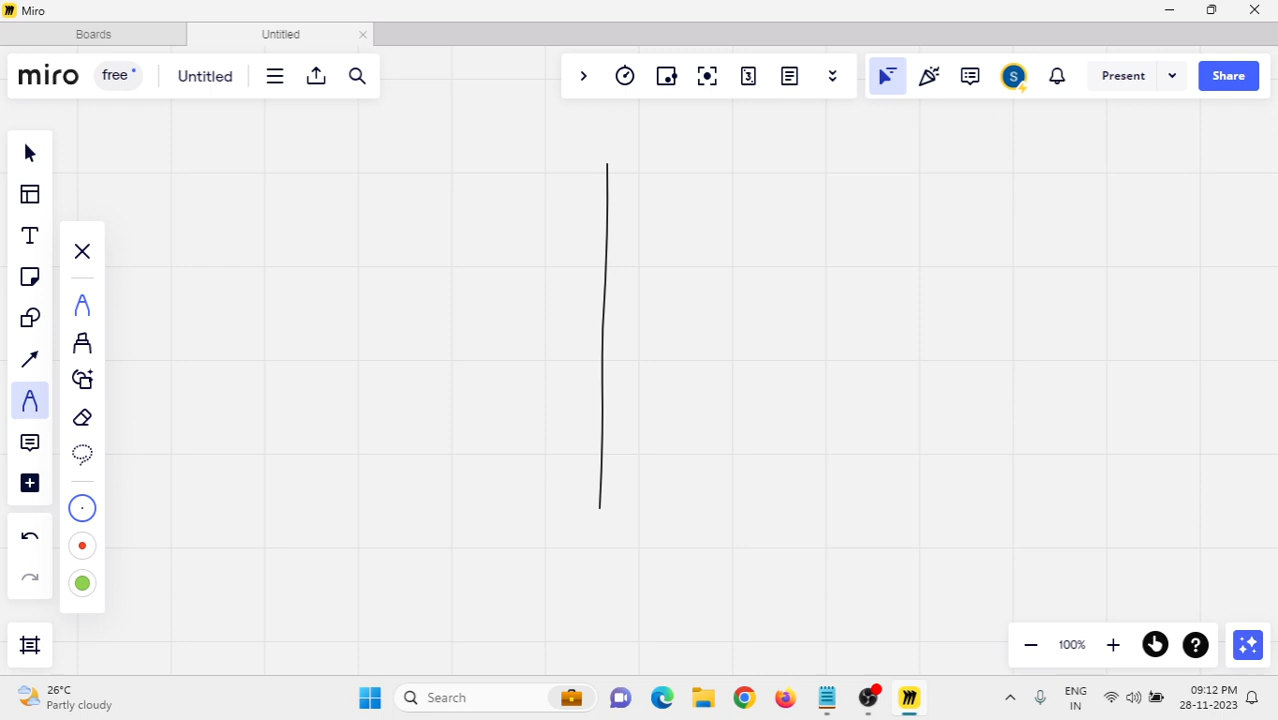 Miro
Boards
Untitled
miro
free
Untitled
3
S
Present
Share
100%
?
26°C
Partly cloudy
Search
ENG
IN
09:12 PM
28-11-2023